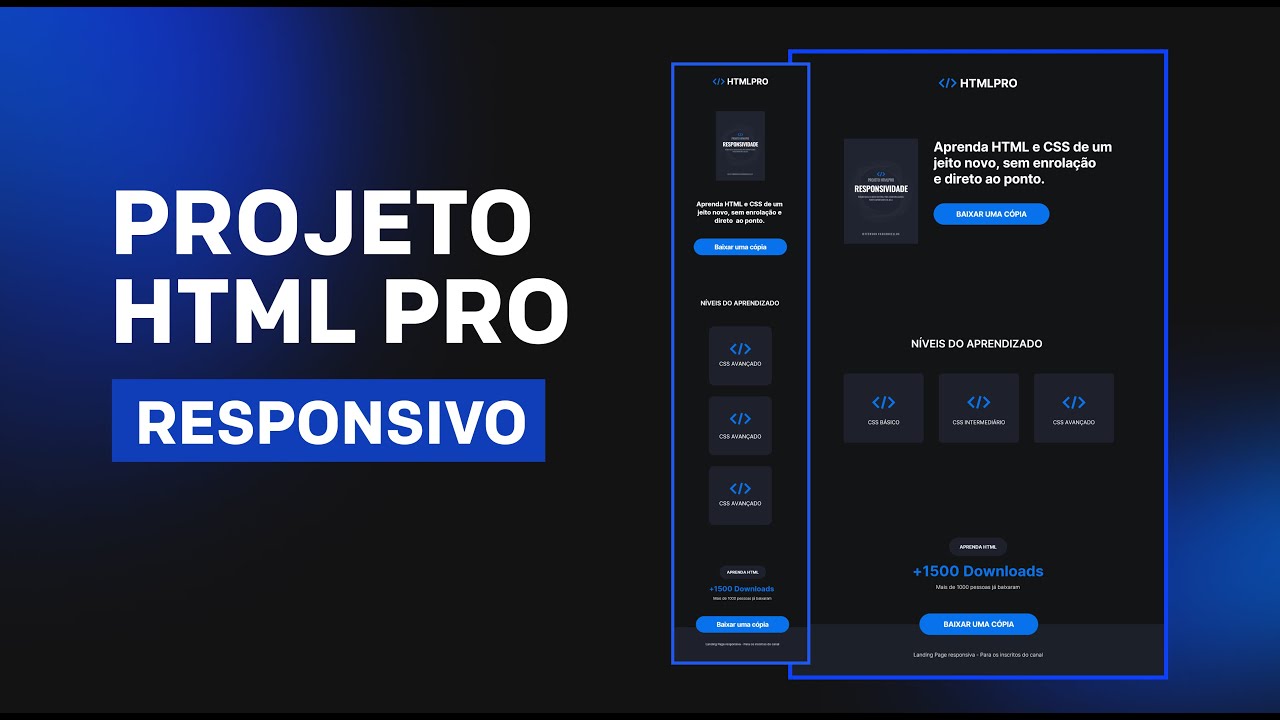 PROJETO
HTML PRO
RESPONSIVO
</> HTMLPRO
RESPONSIVIDADE
Aprenda HTML e CSS de um
jeito novo, sem enrolação e
direto ao ponto.
Baixar uma cópia
NÍVEIS DO APRENDIZADO
</>
CSS AVANÇADO
</>
CSS AVANÇADO
</>
CSS AVANÇADO
APRENDA HTML
+1500 Downloads
Mais de 1000 pessoas já baixaram
Baixar uma cópia
Landing Page responsiva - Para os inscritos do canal
</> HTMLPRO
</>
PROJETO HTMLPRO
RESPONSIVIDADE
Aprenda HTML e CSS de um
jeito novo, sem enrolação
e direto ao ponto.
BAIXAR UMA CÓPIA
NÍVEIS DO APRENDIZADO
</>
CSS BÁSICO
</>
CSS INTERMEDIÁRIO
</>
CSS AVANÇADO
APRENDA HTML
+1500 Downloads
Mais de 1000 pessoas já baixaram
BAIXAR UMA CÓPIA
Landing Page responsiva - Para os inscritos do canal